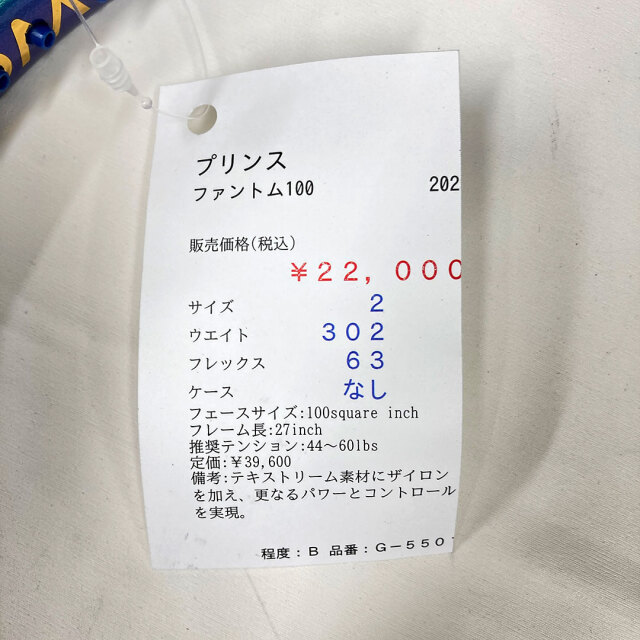 プリンス
ファントム100 202
販売価格(税込)
￥２２，０００
サイズ ２
ウエイト ３０２
フレックス ６３
ケース なし
フェースサイズ:100square inch
フレーム長:27inch
推奨テンション:44～60lbs
定価:￥39,600
備考:テキストリーム素材にザイロン
を加え、更なるパワーとコントロール
を実現。
程度：Ｂ 品番：Ｇ－５５０